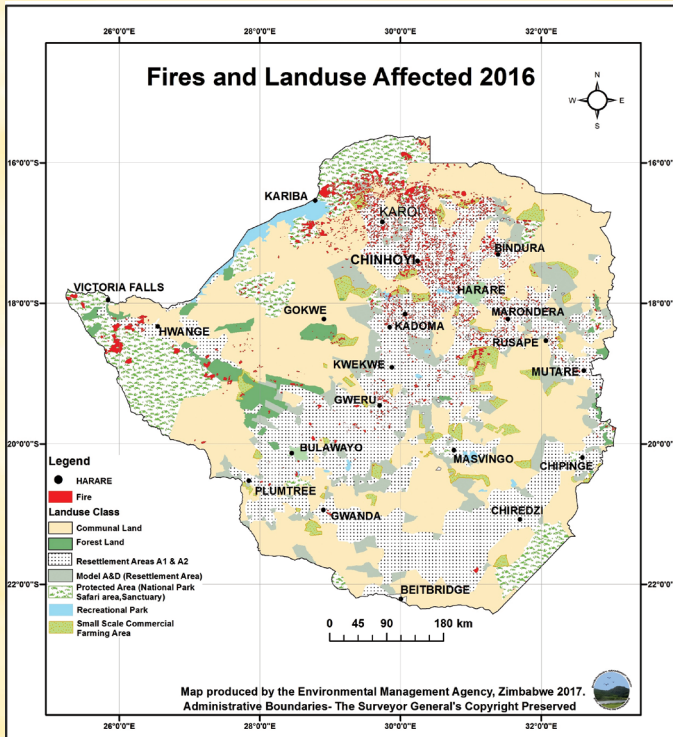 26°0'0"E 28°0'0"E 30°0'0"E 32°0'0"E
Fires and Landuse Affected 2016
N
W E
S
16°0'0"S 16°0'0"S
KARIBA
KAROI
CHINHOYI
BINDURA
VICTORIA FALLS
HARARE
18°0'0"S 18°0'0"S
GOKWE
MARONDERA
HWANGE
KADOMA
RUSAPE
KWEKWE
MUTARE
GWERU
20°0'0"S 20°0'0"S
BULAWAYO
MASVINGO
CHIPINGE
PLUMTREE
CHIREDZI
GWANDA
22°0'0"S 22°0'0"S
BEITBRIDGE
Legend
HARARE
Fire
Landuse Class
Communal Land
Forest Land
Resettlement Areas A1 & A2
Model A&D (Resettlement Area)
Protected Area (National Park
Safari area,Sanctuary)
Recreational Park
Small Scale Commercial
Farming Area
0 45 90 180 km
Map produced by the Environmental Management Agency, Zimbabwe 2017.
Administrative Boundaries- The Surveyor General's Copyright Preserved
26°0'0"E 28°0'0"E 30°0'0"E 32°0'0"E